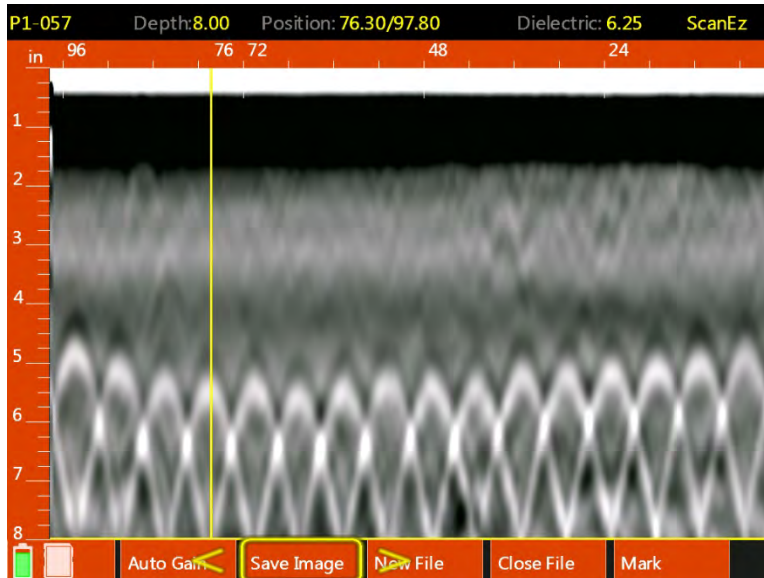 P1-057 Depth:8.00 Position: 76.30/97.80 Dielectric: 6.25 ScanEz
in 96 76 72 48 24
1
2
3
4
5
6
7
8
Auto Gain < Save Image New File > Close File Mark